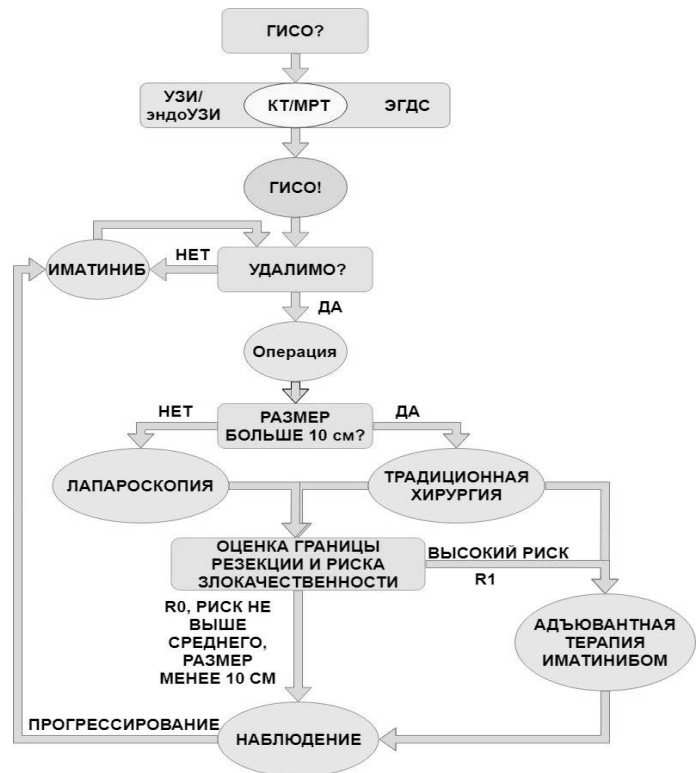 ГИСО?
УЗИ/
эндоУЗИ
КТ/МРТ
ЭГДС
ГИСО!
ИМАТИНИБ
НЕТ
УДАЛИМО?
ДА
Операция
НЕТ
РАЗМЕР
БОЛЬШЕ 10 см?
ДА
ЛАПАРОСКОПИЯ
ТРАДИЦИОННАЯ
ХИРУРГИЯ
ОЦЕНКА ГРАНИЦЫ
РЕЗЕКЦИИ И РИСКА
ЗЛОКАЧЕСТВЕННОСТИ
ВЫСОКИЙ РИСК
R1
R0, РИСК НЕ
ВЫШЕ
СРЕДНЕГО,
РАЗМЕР
МЕНЕЕ 10 СМ
АДЪЮВАНТНАЯ
ТЕРАПИЯ
ИМАТИНИБОМ
ПРОГРЕССИРОВАНИЕ
НАБЛЮДЕНИЕ